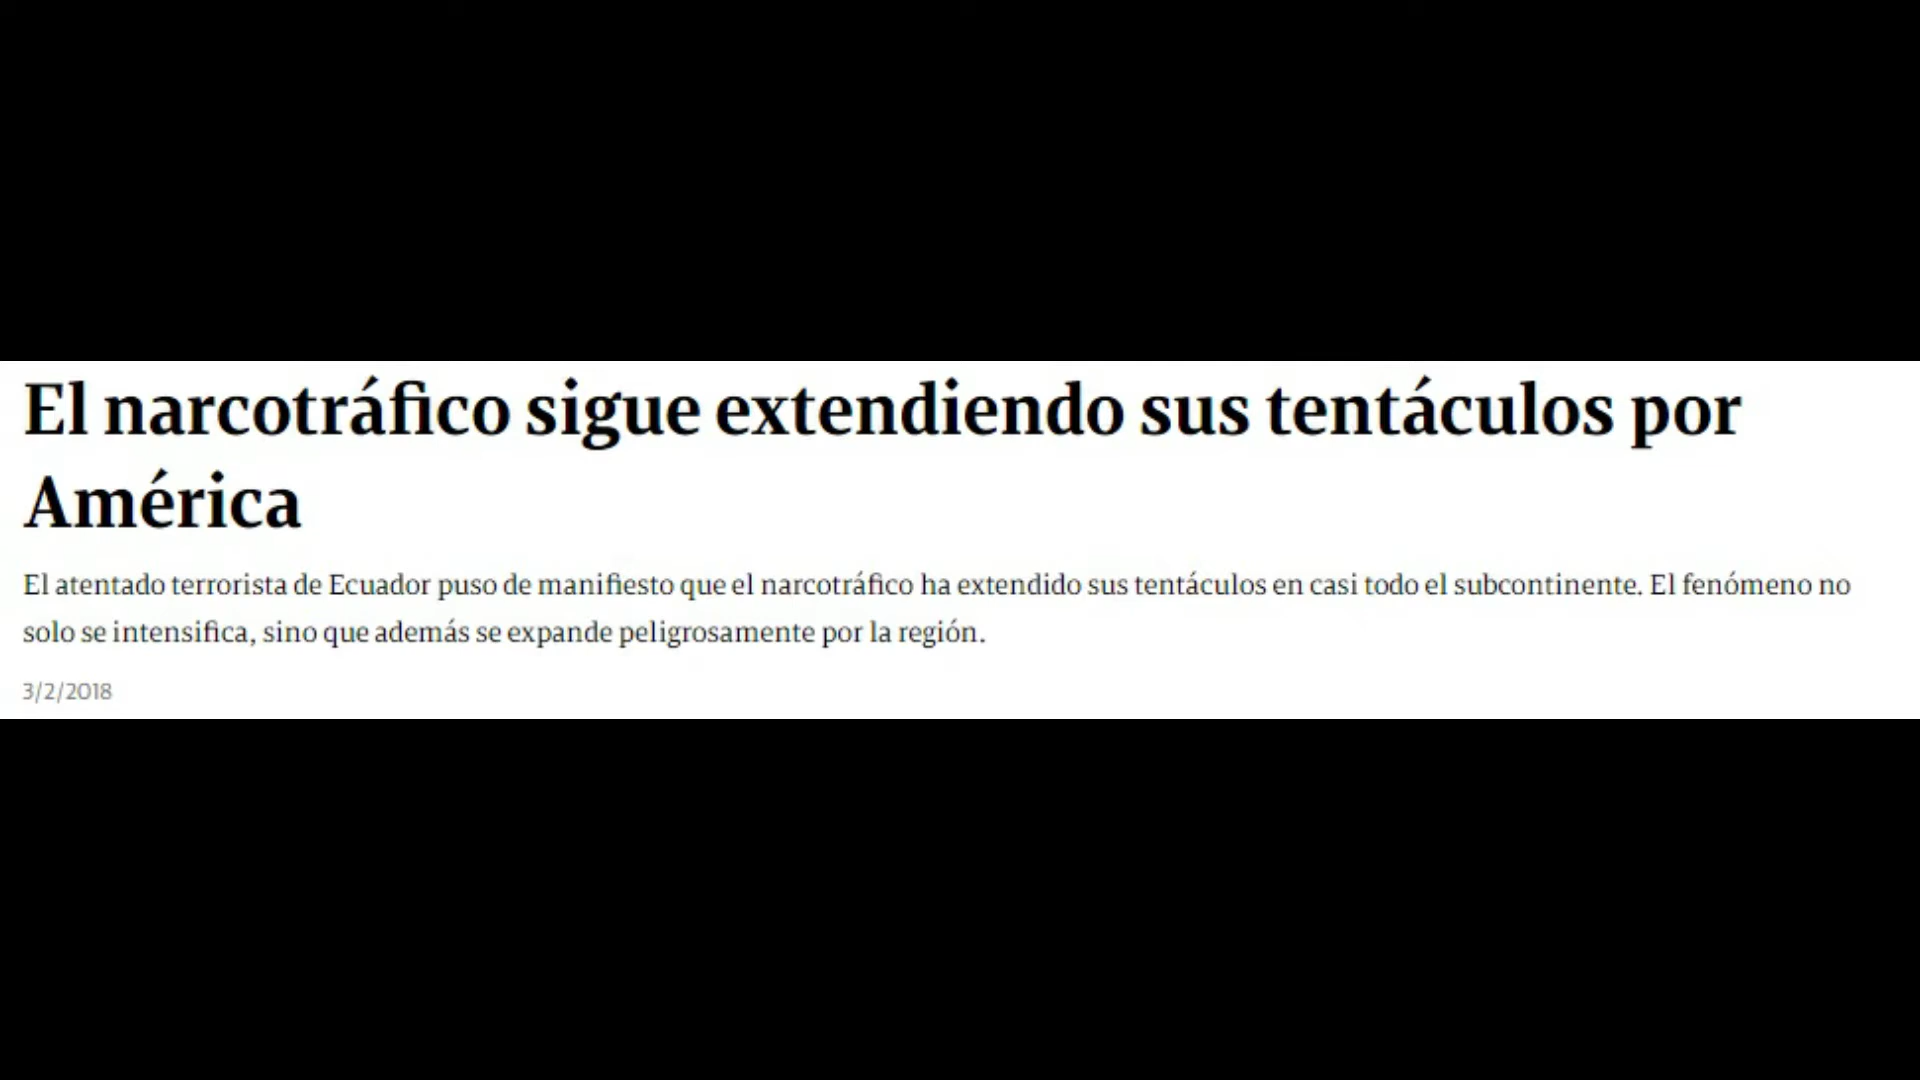 El narcotráfico sigue extendiendo sus tentáculos por
América
El atentado terrorista de Ecuador puso de manifiesto que el narcotráfico ha extendido sus tentáculos en casi todo el subcontinente. El fenómeno no
solo se intensifica, sino que además se expande peligrosamente por la región.
3/2/2018